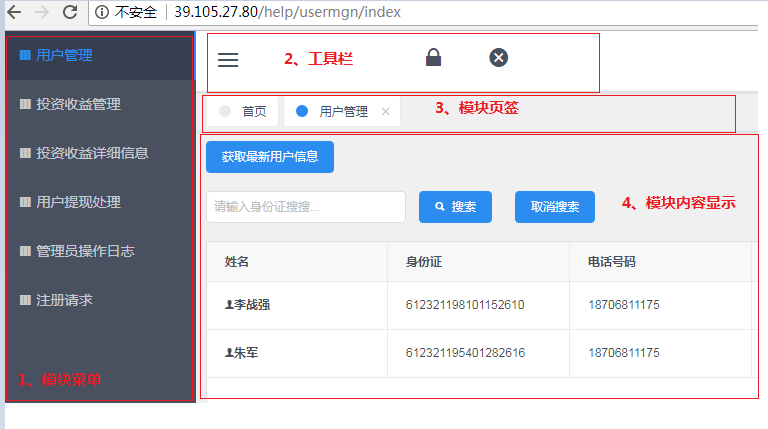 不安全 39.105.27.80/help/usermgn/index
用户管理
投资收益管理
投资收益详细信息
用户提现处理
管理员操作日志
注册请求
1、模块菜单
2、工具栏
首页 用户管理 3、模块页签
获取最新用户信息
请输入身份证搜搜... 搜索 取消搜索 4、模块内容显示
姓名 身份证 电话号码
李战强 612321198101152610 18706811175
朱军 612321195401282616 18706811175